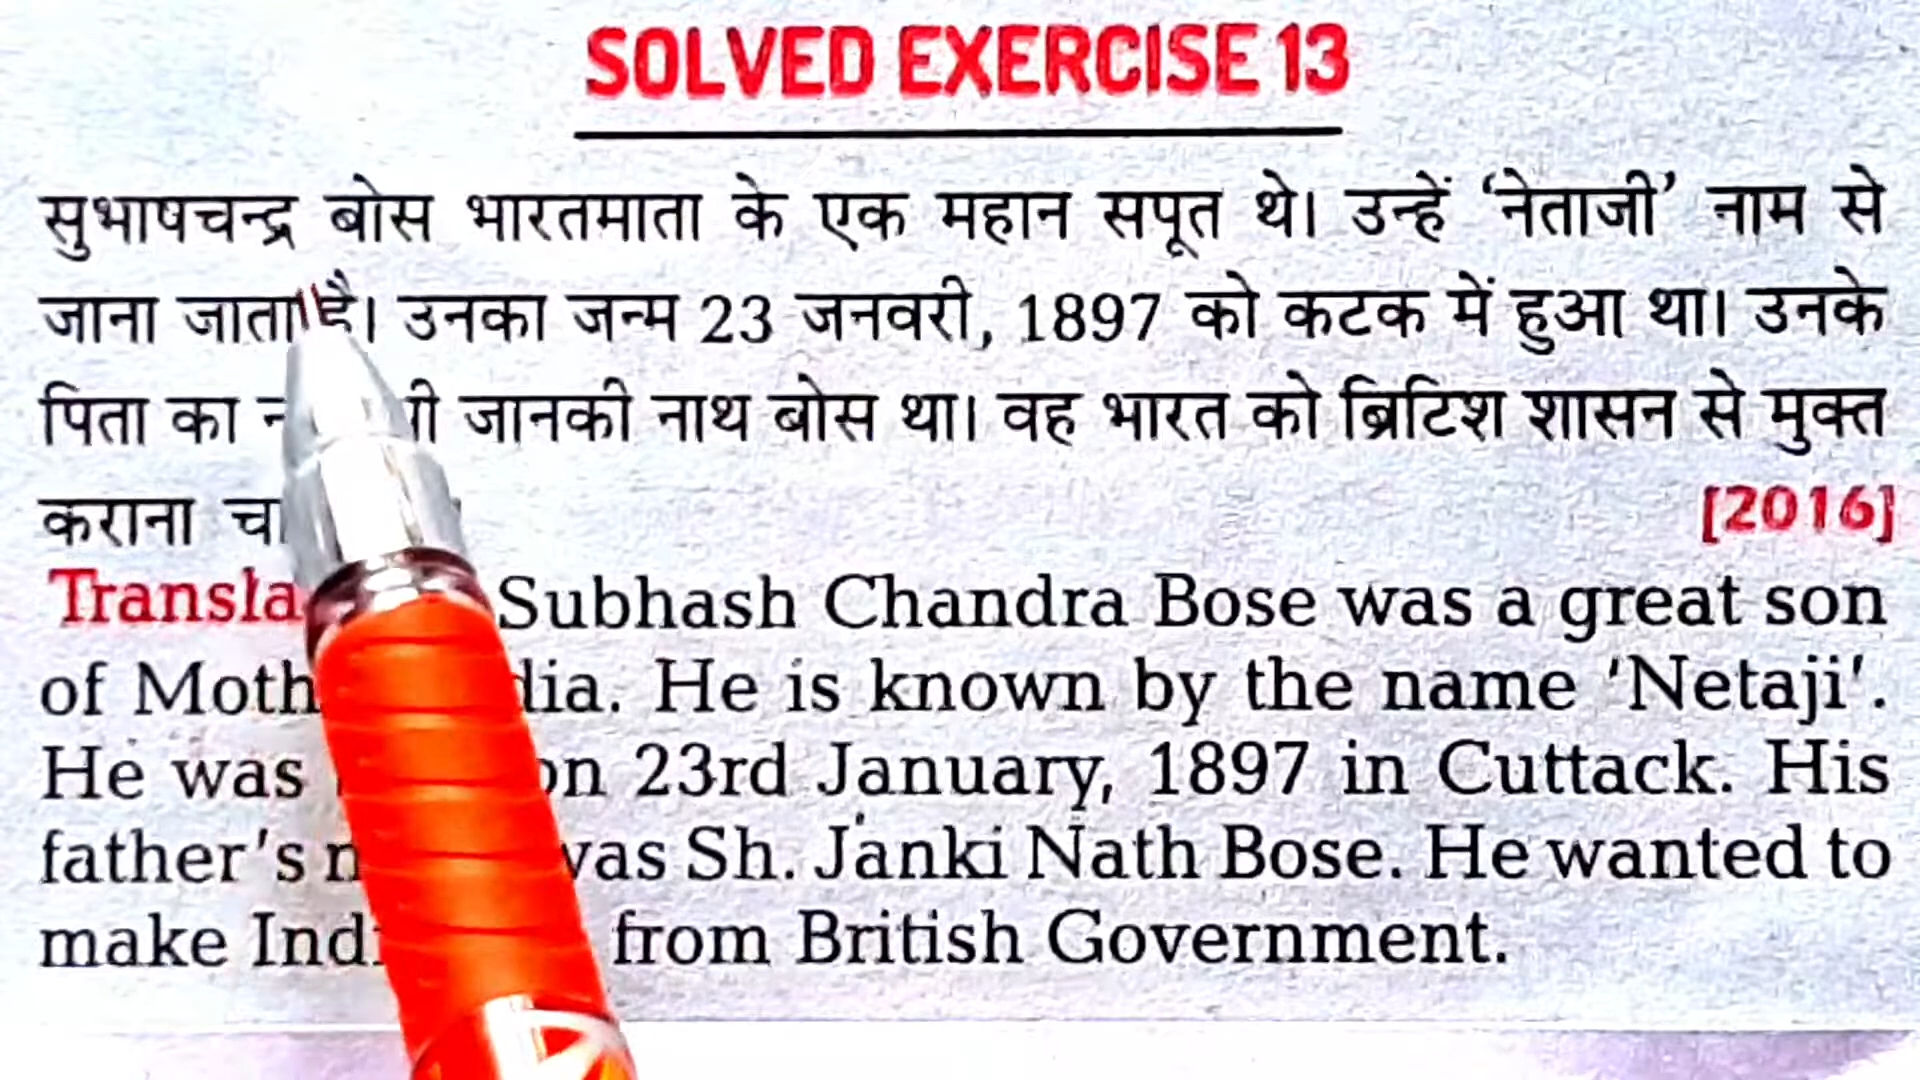 SOLVED EXERCISE 13
सुभाषचन्द्र बोस भारतमाता के एक महान सपूत थे। उन्हें ‘नेताजी’ नाम से
जाना जाता है। उनका जन्म 23 जनवरी, 1897 को कटक में हुआ था। उनके
पिता का जानकी नाथ बोस था। वह भारत को ब्रिटिश शासन से मुक्त
कराना [2016]
Subhash Chandra Bose was a great son
of He is known by the name 'Netaji'.
He was on 23rd January, 1897 in Cuttack. His
father's was Sh. Janki Nath Bose. He wanted to
make from British Government.